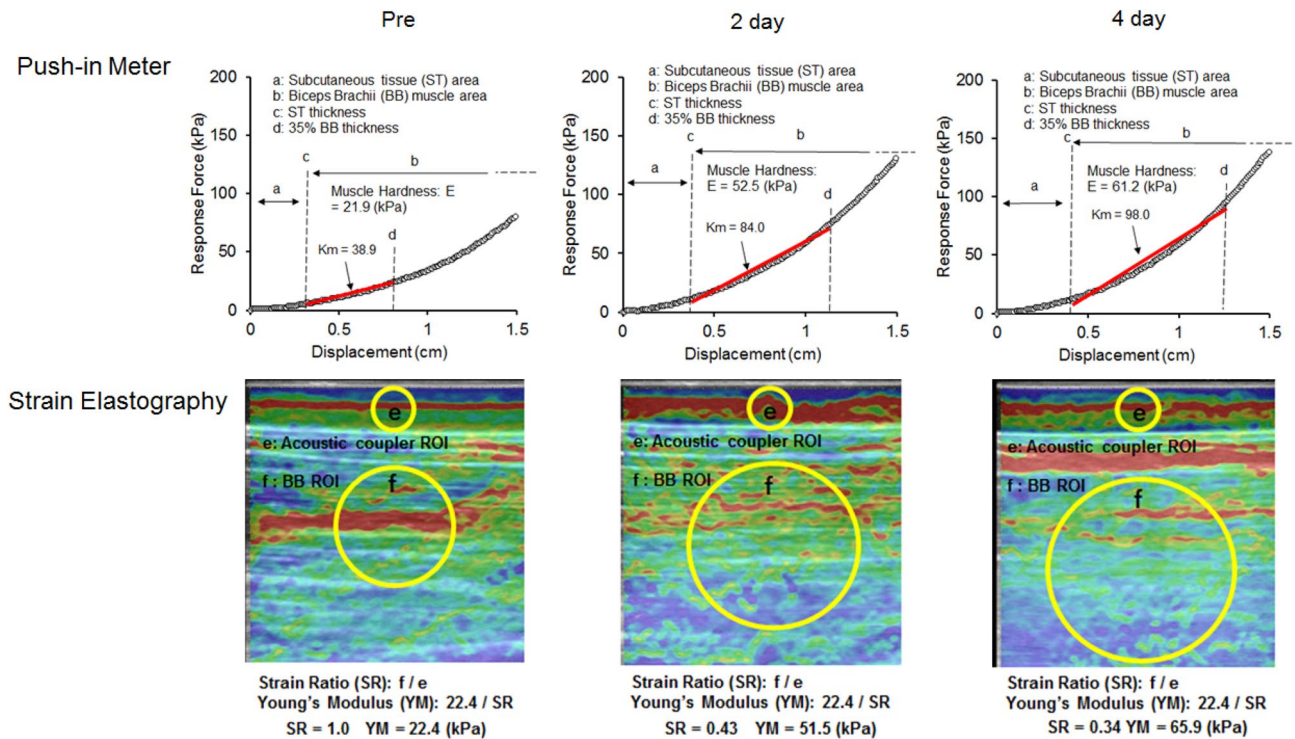 Pre
2 day
4 day
Push-in Meter
a: Subcutaneous tissue (ST) area
b: Biceps Brachii (BB) muscle area
c: ST thickness
d: 35% BB thickness
c
b
a
Muscle Hardness: E
= 21.9 (kPa)
d
Km = 38.9
Response Force (kPa)
200
150
100
50
0
0
0.5
1
1.5
Displacement (cm)
a: Subcutaneous tissue (ST) area
b: Biceps Brachii (BB) muscle area
c: ST thickness
d: 35% BB thickness
c
b
a
Muscle Hardness:
E = 52.5 (kPa)
d
Km = 84.0
Response Force (kPa)
200
150
100
50
0
0
0.5
1
1.5
Displacement (cm)
a: Subcutaneous tissue (ST) area
b: Biceps Brachii (BB) muscle area
c: ST thickness
d: 35% BB thickness
c
b
a
Muscle Hardness:
E = 61.2 (kPa)
d
Km = 98.0
Response Force (kPa)
200
150
100
50
0
0
0.5
1
1.5
Displacement (cm)
Strain Elastography
e
e: Acoustic coupler ROI
f : BB ROI
f
Strain Ratio (SR): f / e
Young's Modulus (YM): 22.4 / SR
SR = 1.0 YM = 22.4 (kPa)
e
e: Acoustic coupler ROI
f : BB ROI
f
Strain Ratio (SR): f / e
Young's Modulus (YM): 22.4 / SR
SR = 0.43 YM = 51.5 (kPa)
e
e: Acoustic coupler ROI
f : BB ROI
f
Strain Ratio (SR): f / e
Young's Modulus (YM): 22.4 / SR
SR = 0.34 YM = 65.9 (kPa)